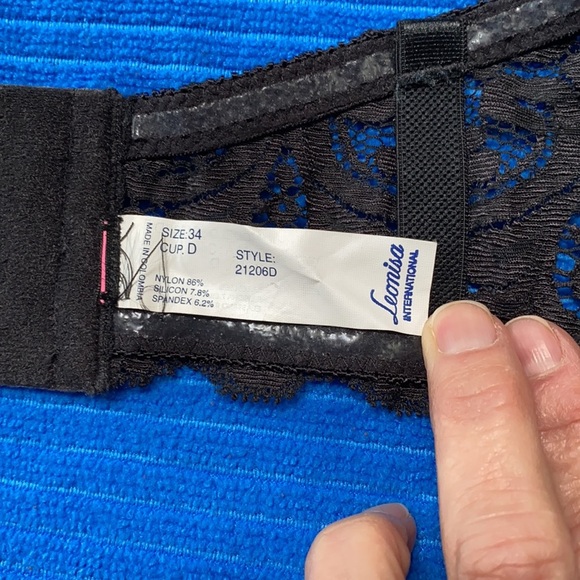 SIZE:34
CUP. D
STYLE:
21206D
NYLON 86%
SILICON 7.8%
SPANDEX 6.2%
MADE IN COLOMBIA
Leonisa
INTERNATIONAL